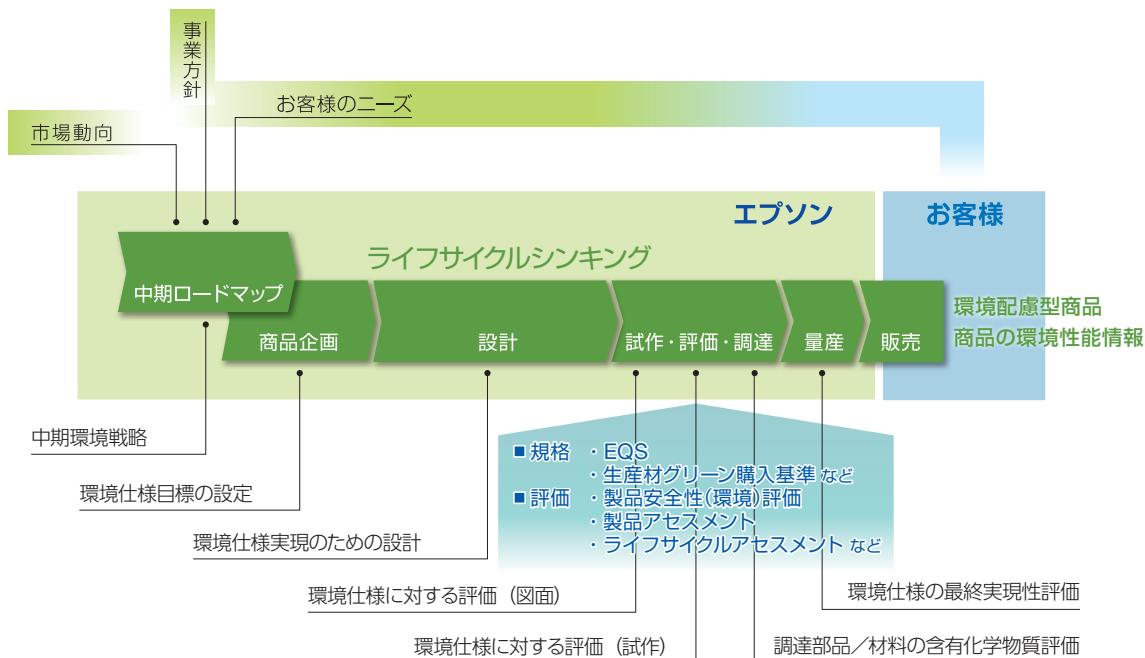 事業方針
お客様のニーズ
市場動向
エプソン
お客様
ライフサイクルシンキング
中期ロードマップ
商品企画
設計
試作・評価・調達
量産
販売
環境配慮型商品
商品の環境性能情報
中期環境戦略
環境仕様目標の設定
環境仕様実現のための設計
■ 規格 ・EQS
・生産材グリーン購入基準 など
■ 評価 ・製品安全性(環境)評価
・製品アセスメント
・ライフサイクルアセスメント など
環境仕様に対する評価（図面）
環境仕様の最終実現性評価
環境仕様に対する評価（試作）
調達部品／材料の含有化学物質評価